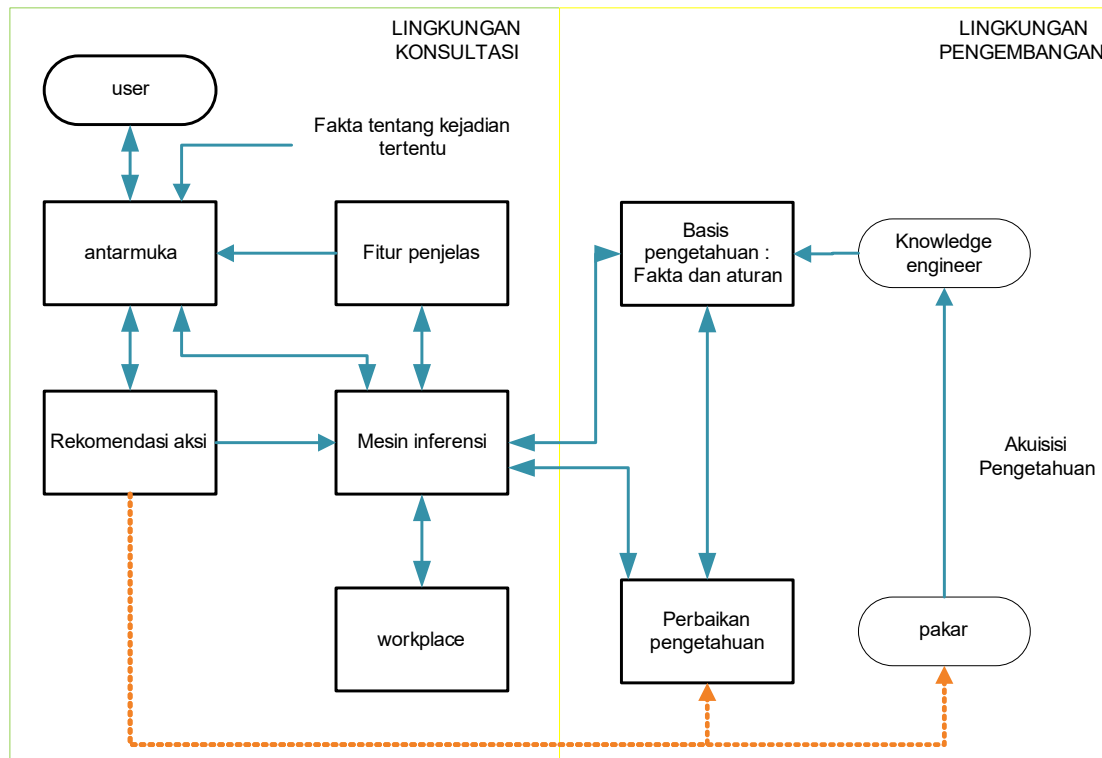 LINGKUNGAN
KONSULTASI
LINGKUNGAN
PENGEMBANGAN
user
Fakta tentang kejadian
tertentu
antarmuka
Fitur penjelas
Basis
pengetahuan :
Fakta dan aturan
Knowledge
engineer
Rekomendasi aksi
Mesin inferensi
Akuisisi
Pengetahuan
workplace
Perbaikan
pengetahuan
pakar